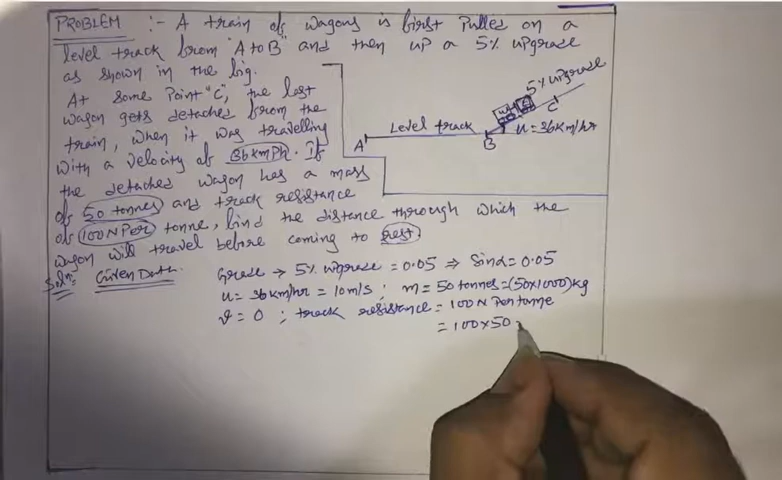 PROBLEM :- A train of wagons is first pulled on a
level track from "A to B" and then up a 5% upgrade
as shown in the fig.
At some Point "C", the last
wagon gets detached from the
train, when it was travelling
with a velocity of 36kmph. If
the detached wagon has a mass
of 50 tonnes and track resistance
of 100N Per tonne, find the distance through which the
wagon will travel before coming to rest.
5% upgrade
C
u = 36km/hr
Level track
A
B
Soln:- Given Data:-
Grade → 5% upgrade = 0.05 ⇒ Sinα = 0.05
u = 36km/hr = 10m/s ; m = 50 tonnes = (50x1000)kg
v = 0 ; track resistance = 100N Per tonne
= 100x50